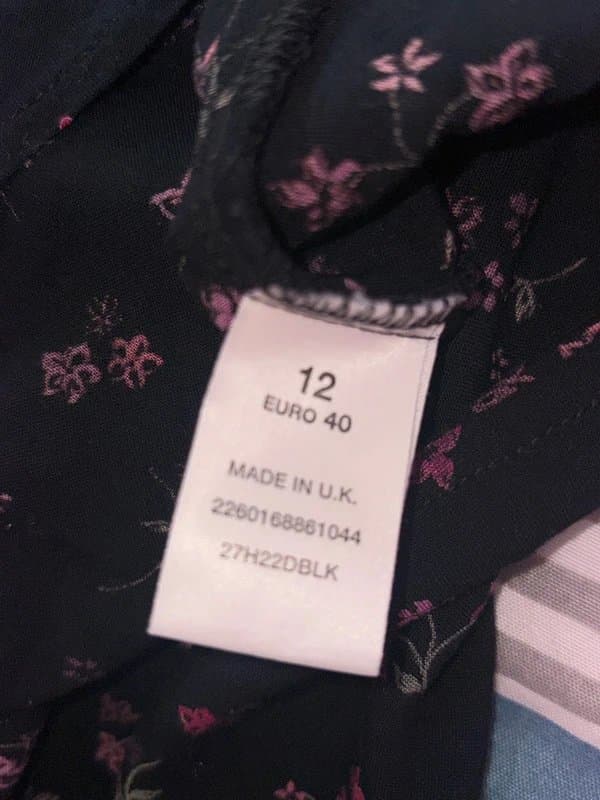 12
EURO 40
MADE IN U.K.
2260168861044
27H22DBLK